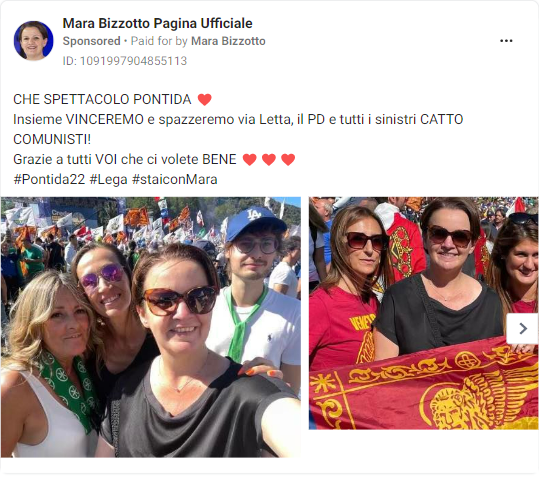 Mara Bizzotto Pagina Ufficiale
Sponsored • Paid for by Mara Bizzotto
ID: 1091997904855113
CHE SPETTACOLO PONTIDA ❤️
Insieme VINCEREMO e spazzeremo via Letta, il PD e tutti i sinistri CATTO
COMUNISTI!
Grazie a tutti VOI che ci volete BENE ❤️ ❤️ ❤️
#Pontida22 #Lega #staiconMara
LA